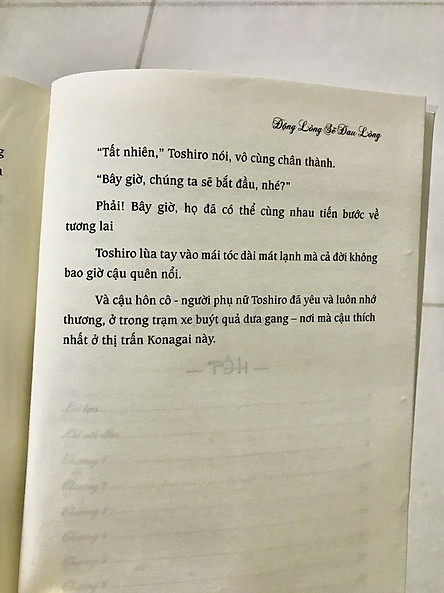 Động Lòng Sẽ Đau Lòng
“Tất nhiên,” Toshiro nói, vô cùng chân thành.
“Bây giờ, chúng ta sẽ bắt đầu, nhé?”
Phải! Bây giờ, họ đã có thể cùng nhau tiến bước về
tương lai
Toshiro lùa tay vào mái tóc dài mát lạnh mà cả đời không
bao giờ cậu quên nổi.
Và cậu hôn cô - người phụ nữ Toshiro đã yêu và luôn nhớ
thương, ở trong trạm xe buýt quả dưa gang – nơi mà cậu thích
nhất ở thị trấn Konagai này.
— HẾT —